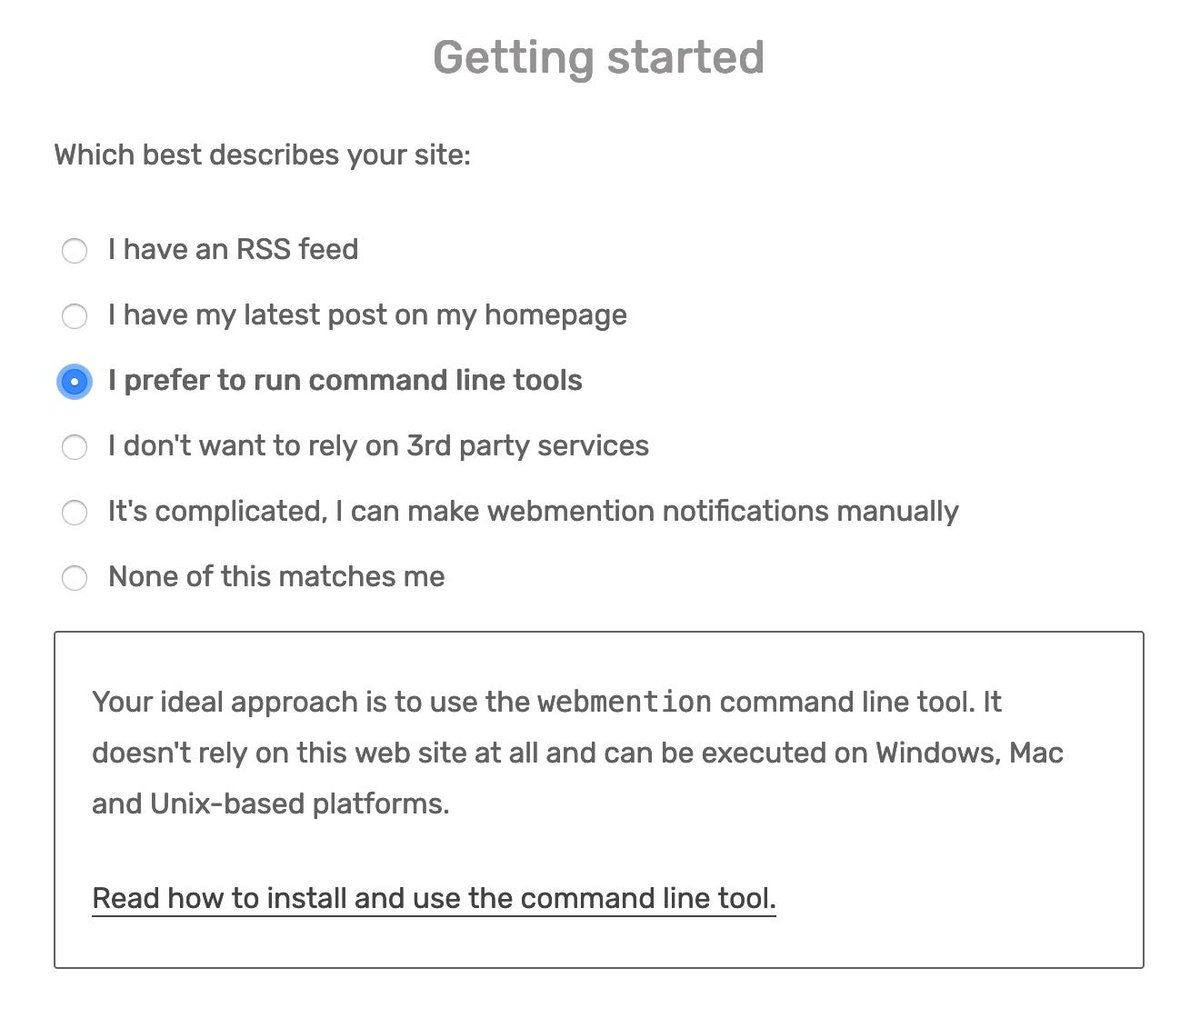 Getting started
Which best describes your site:
I have an RSS feed
I have my latest post on my homepage
I prefer to run command line tools
I don't want to rely on 3rd party services
It's complicated, I can make webmention notifications manually
None of this matches me
Your ideal approach is to use the webmention command line tool. It
doesn't rely on this web site at all and can be executed on Windows, Mac
and Unix-based platforms.
Read how to install and use the command line tool.